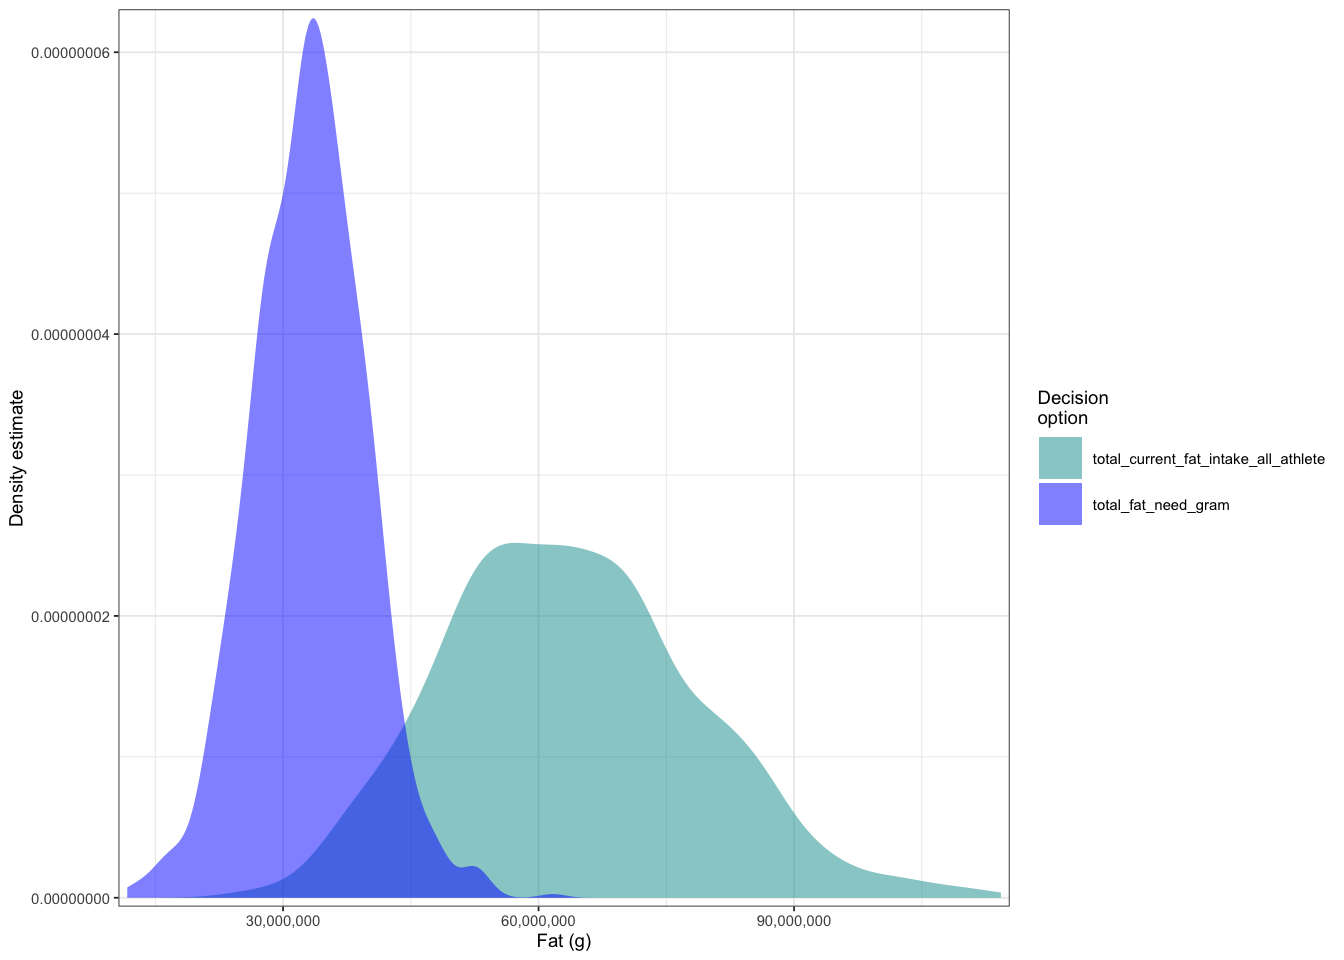 0.00000006
0.00000004
0.00000002
0.00000000
Density estimate
30,000,000
60,000,000
90,000,000
Fat (g)
Decision
option
total_current_fat_intake_all_athlete
total_fat_need_gram